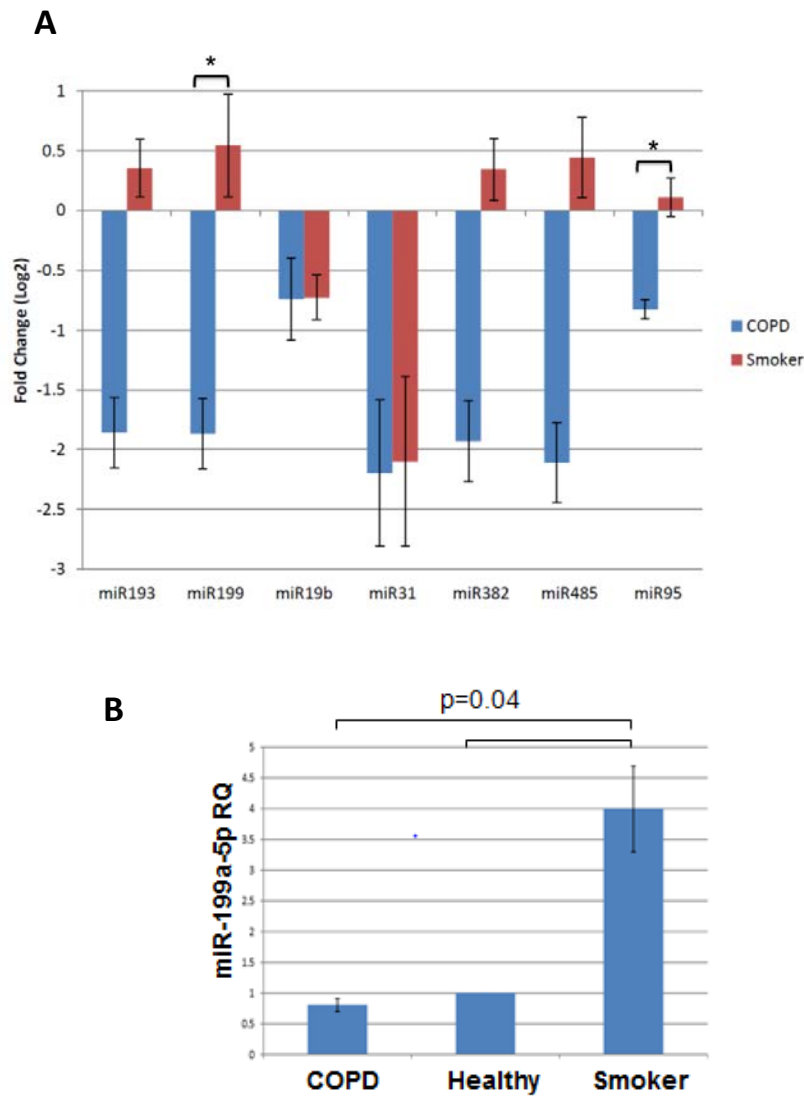 A
*
*
1
0.5
0
-0.5
-1
-1.5
-2
-2.5
-3
Fold Change (Log2)
COPD
Smoker
miR193 miR199 miR19b miR31 miR382 miR485 miR95
B
p=0.04
mIR-199a-5p RQ
5
4.5
4
3.5
3
2.5
2
1.5
1
0.5
0
COPD Healthy Smoker